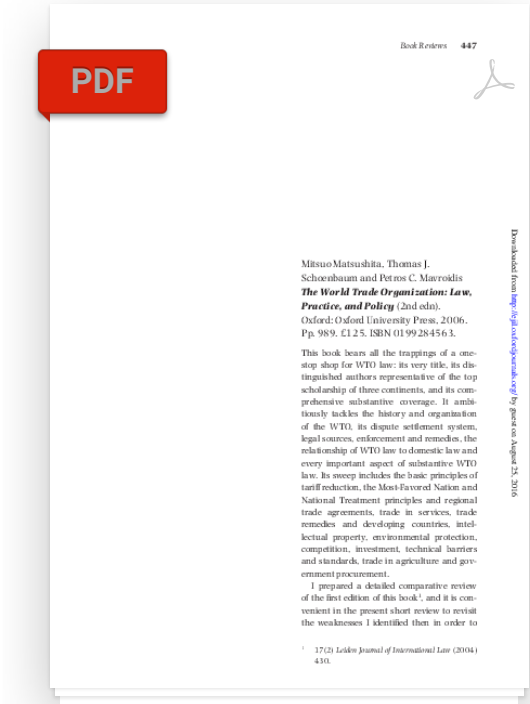 Book Reviews 447
PDF
Mitsuo Matsushita, Thomas J.
Schoenbaum and Petros C. Mavroidis
The World Trade Organization: Law,
Practice, and Policy (2nd edn).
Oxford: Oxford University Press, 2006.
Pp. 989. £125. ISBN 0199284563.
This book bears all the trappings of a one-
stop shop for WTO law: its very title, its dis-
tinguished authors representative of the top
scholarship of three continents, and its com-
prehensive substantive coverage. It ambi-
tiously tackles the history and organization
of the WTO, its dispute settlement system,
legal sources, enforcement and remedies, the
relationship of WTO law to domestic law and
every important aspect of substantive WTO
law. Its sweep includes the basic principles of
tariff reduction, the Most-Favored Nation and
National Treatment principles and regional
trade agreements, trade in services, trade
remedies and developing countries, intel-
lectual property, environmental protection,
competition, investment, technical barriers
and standards, trade in agriculture and gov-
ernment procurement.
I prepared a detailed comparative review
of the first edition of this book¹, and it is con-
venient in the present short review to revisit
the weaknesses I identified then in order to
¹ 17(2) Leiden Journal of International Law (2004)
430.
Downloaded from http://ejil.oxfordjournals.org/ by guest on August 25, 2016